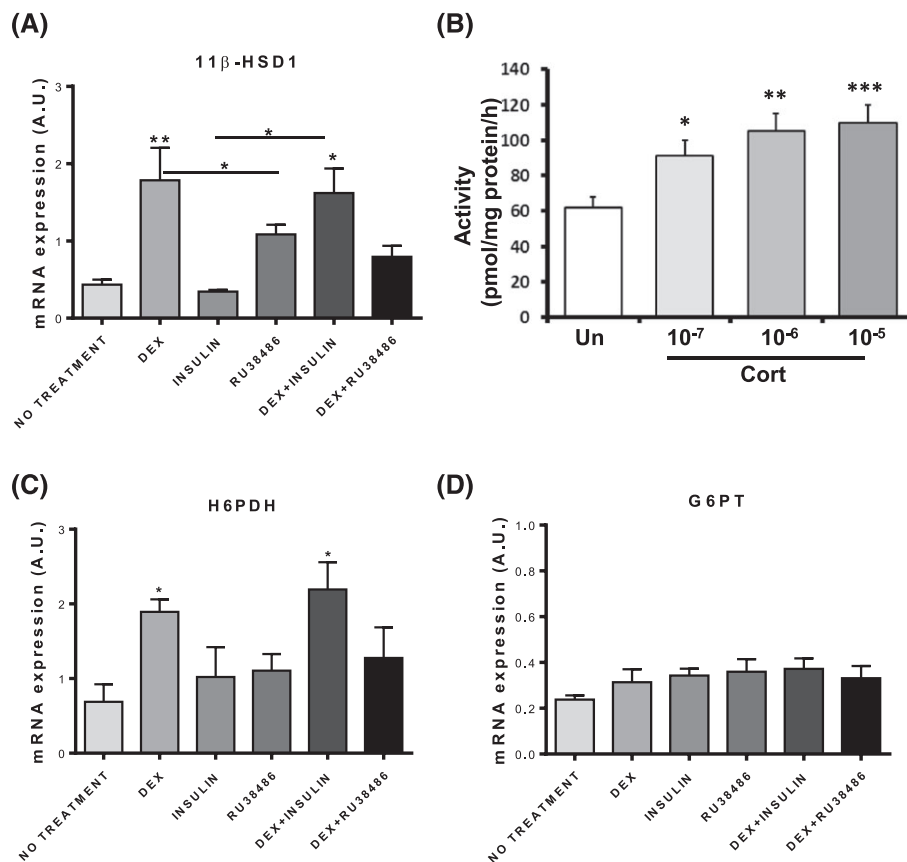 (A)
11β-HSD1
mRNA expression (A.U.)
3
2
1
0
**
*
*
*
NO TREATMENT
DEX
INSULIN
RU38486
DEX+INSULIN
DEX+RU38486
(B)
Activity
(pmol/mg protein/h)
140
120
100
80
60
40
20
0
*
**
***
Un
10-7
10-6
10-5
Cort
(C)
H6PDH
mRNA expression (A.U.)
3
2
1
0
*
*
NO TREATMENT
DEX
INSULIN
RU38486
DEX+INSULIN
DEX+RU38486
(D)
G6PT
mRNA expression (A.U.)
1.0
0.8
0.6
0.4
0.2
0.0
NO TREATMENT
DEX
INSULIN
RU38486
DEX+INSULIN
DEX+RU38486